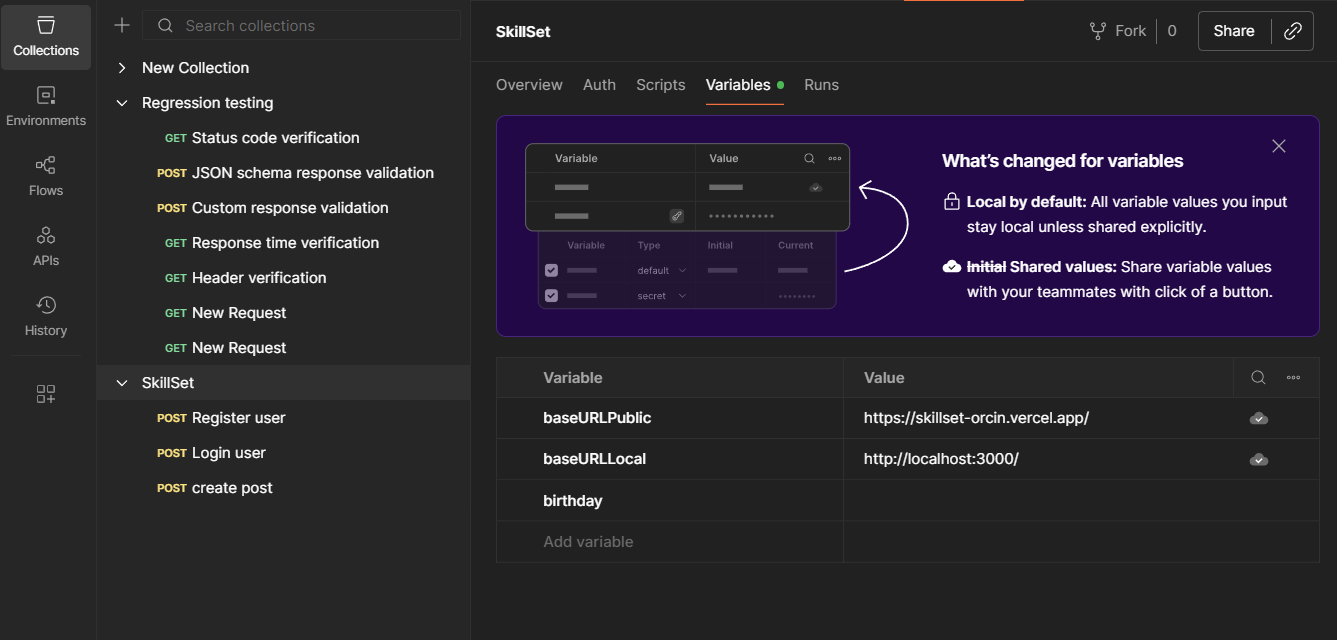 Collections
Environments
Flows
APIs
History
Search collections
New Collection
Regression testing
GET Status code verification
POST JSON schema response validation
POST Custom response validation
GET Response time verification
GET Header verification
GET New Request
GET New Request
SkillSet
POST Register user
POST Login user
POST create post
SkillSet
Fork 0 Share
Overview Auth Scripts Variables Runs
Variable Value
Variable Type Initial Current
default
secret
What's changed for variables
Local by default: All variable values you input
stay local unless shared explicitly.
Initial Shared values: Share variable values
with your teammates with click of a button.
Variable Value
baseURLPublic https://skillset-orcin.vercel.app/
baseURLLocal http://localhost:3000/
birthday
Add variable